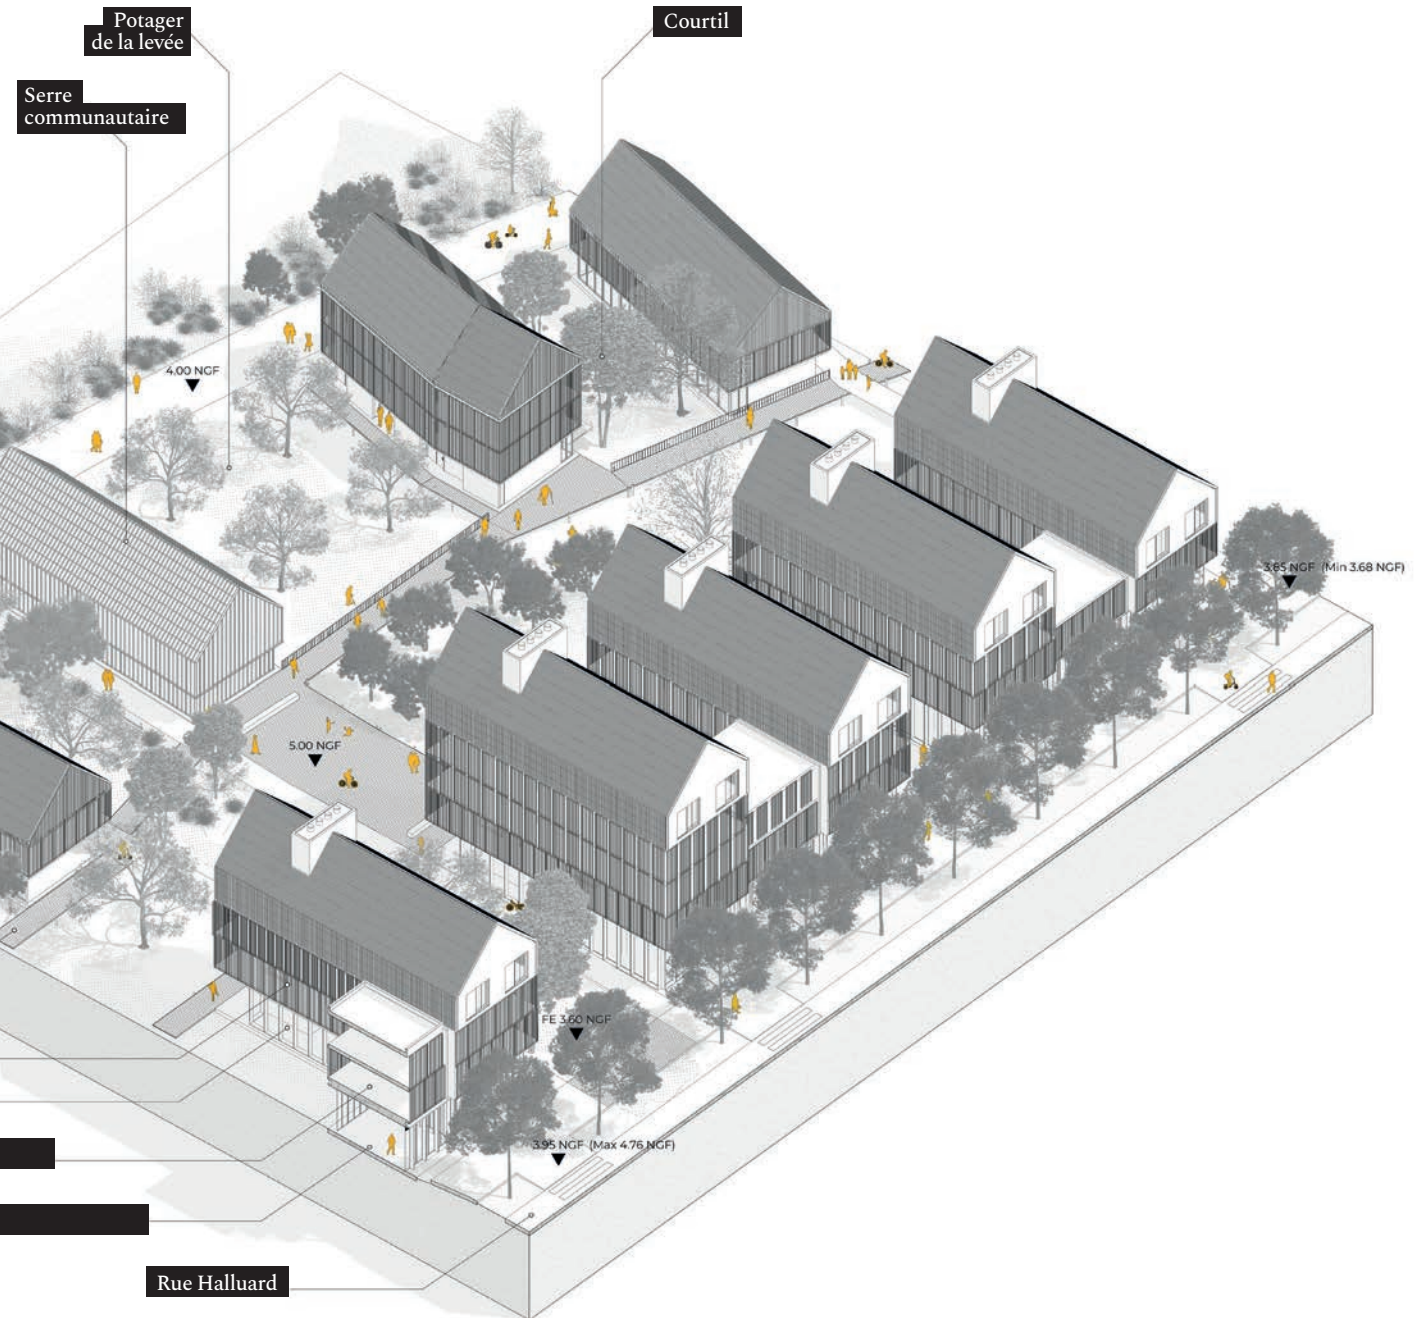 Potager
de la levée
Courtil
Serre
communautaire
4.00 NGF
3.85 NGF (Min 3.68 NGF)
5.00 NGF
FE 3.60 NGF
3.95 NGF (Max 4.76 NGF)
Rue Halluard